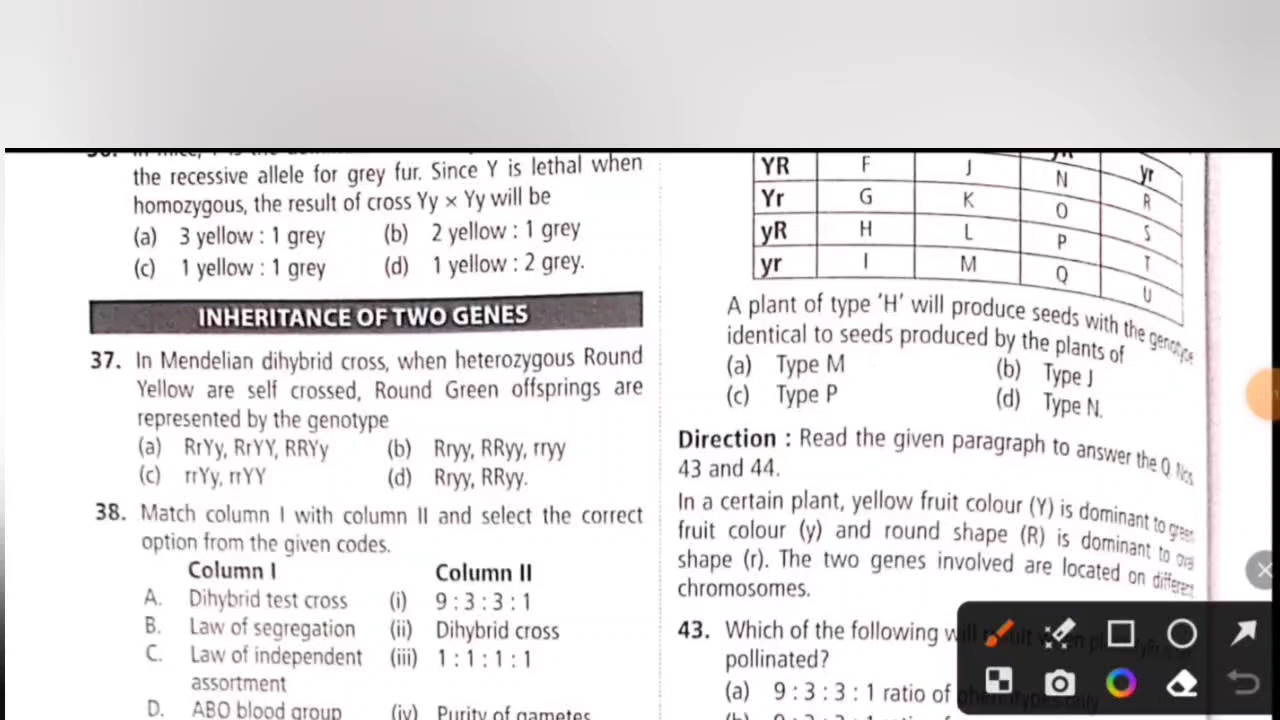 the recessive allele for grey fur. Since Y is lethal when
homozygous, the result of cross Yy × Yy will be
(a) 3 yellow : 1 grey (b) 2 yellow : 1 grey
(c) 1 yellow : 1 grey (d) 1 yellow : 2 grey.
INHERITANCE OF TWO GENES
37. In Mendelian dihybrid cross, when heterozygous Round
Yellow are self crossed, Round Green offsprings are
represented by the genotype
(a) RrYy, RrYY, RRYy (b) Rryy, RRyy, rryy
(c) rrYy, rrYY (d) Rryy, RRyy.
38. Match column I with column II and select the correct
option from the given codes.
Column I Column II
A. Dihybrid test cross (i) 9 : 3 : 3 : 1
B. Law of segregation (ii) Dihybrid cross
C. Law of independent (iii) 1 : 1 : 1 : 1
assortment
D. ABO blood group (iv) Purity of gametes
yr
YR F J N R
Yr G K O S
yR H L P T
yr I M Q U
A plant of type 'H' will produce seeds with the genotype
identical to seeds produced by the plants of
(a) Type M (b) Type J
(c) Type P (d) Type N.
Direction : Read the given paragraph to answer the Q. Nos
43 and 44.
In a certain plant, yellow fruit colour (Y) is dominant to green
fruit colour (y) and round shape (R) is dominant to oval
shape (r). The two genes involved are located on different
chromosomes.
43. Which of the following will
pollinated?
(a) 9 : 3 : 3 : 1 ratio of phenotypes only